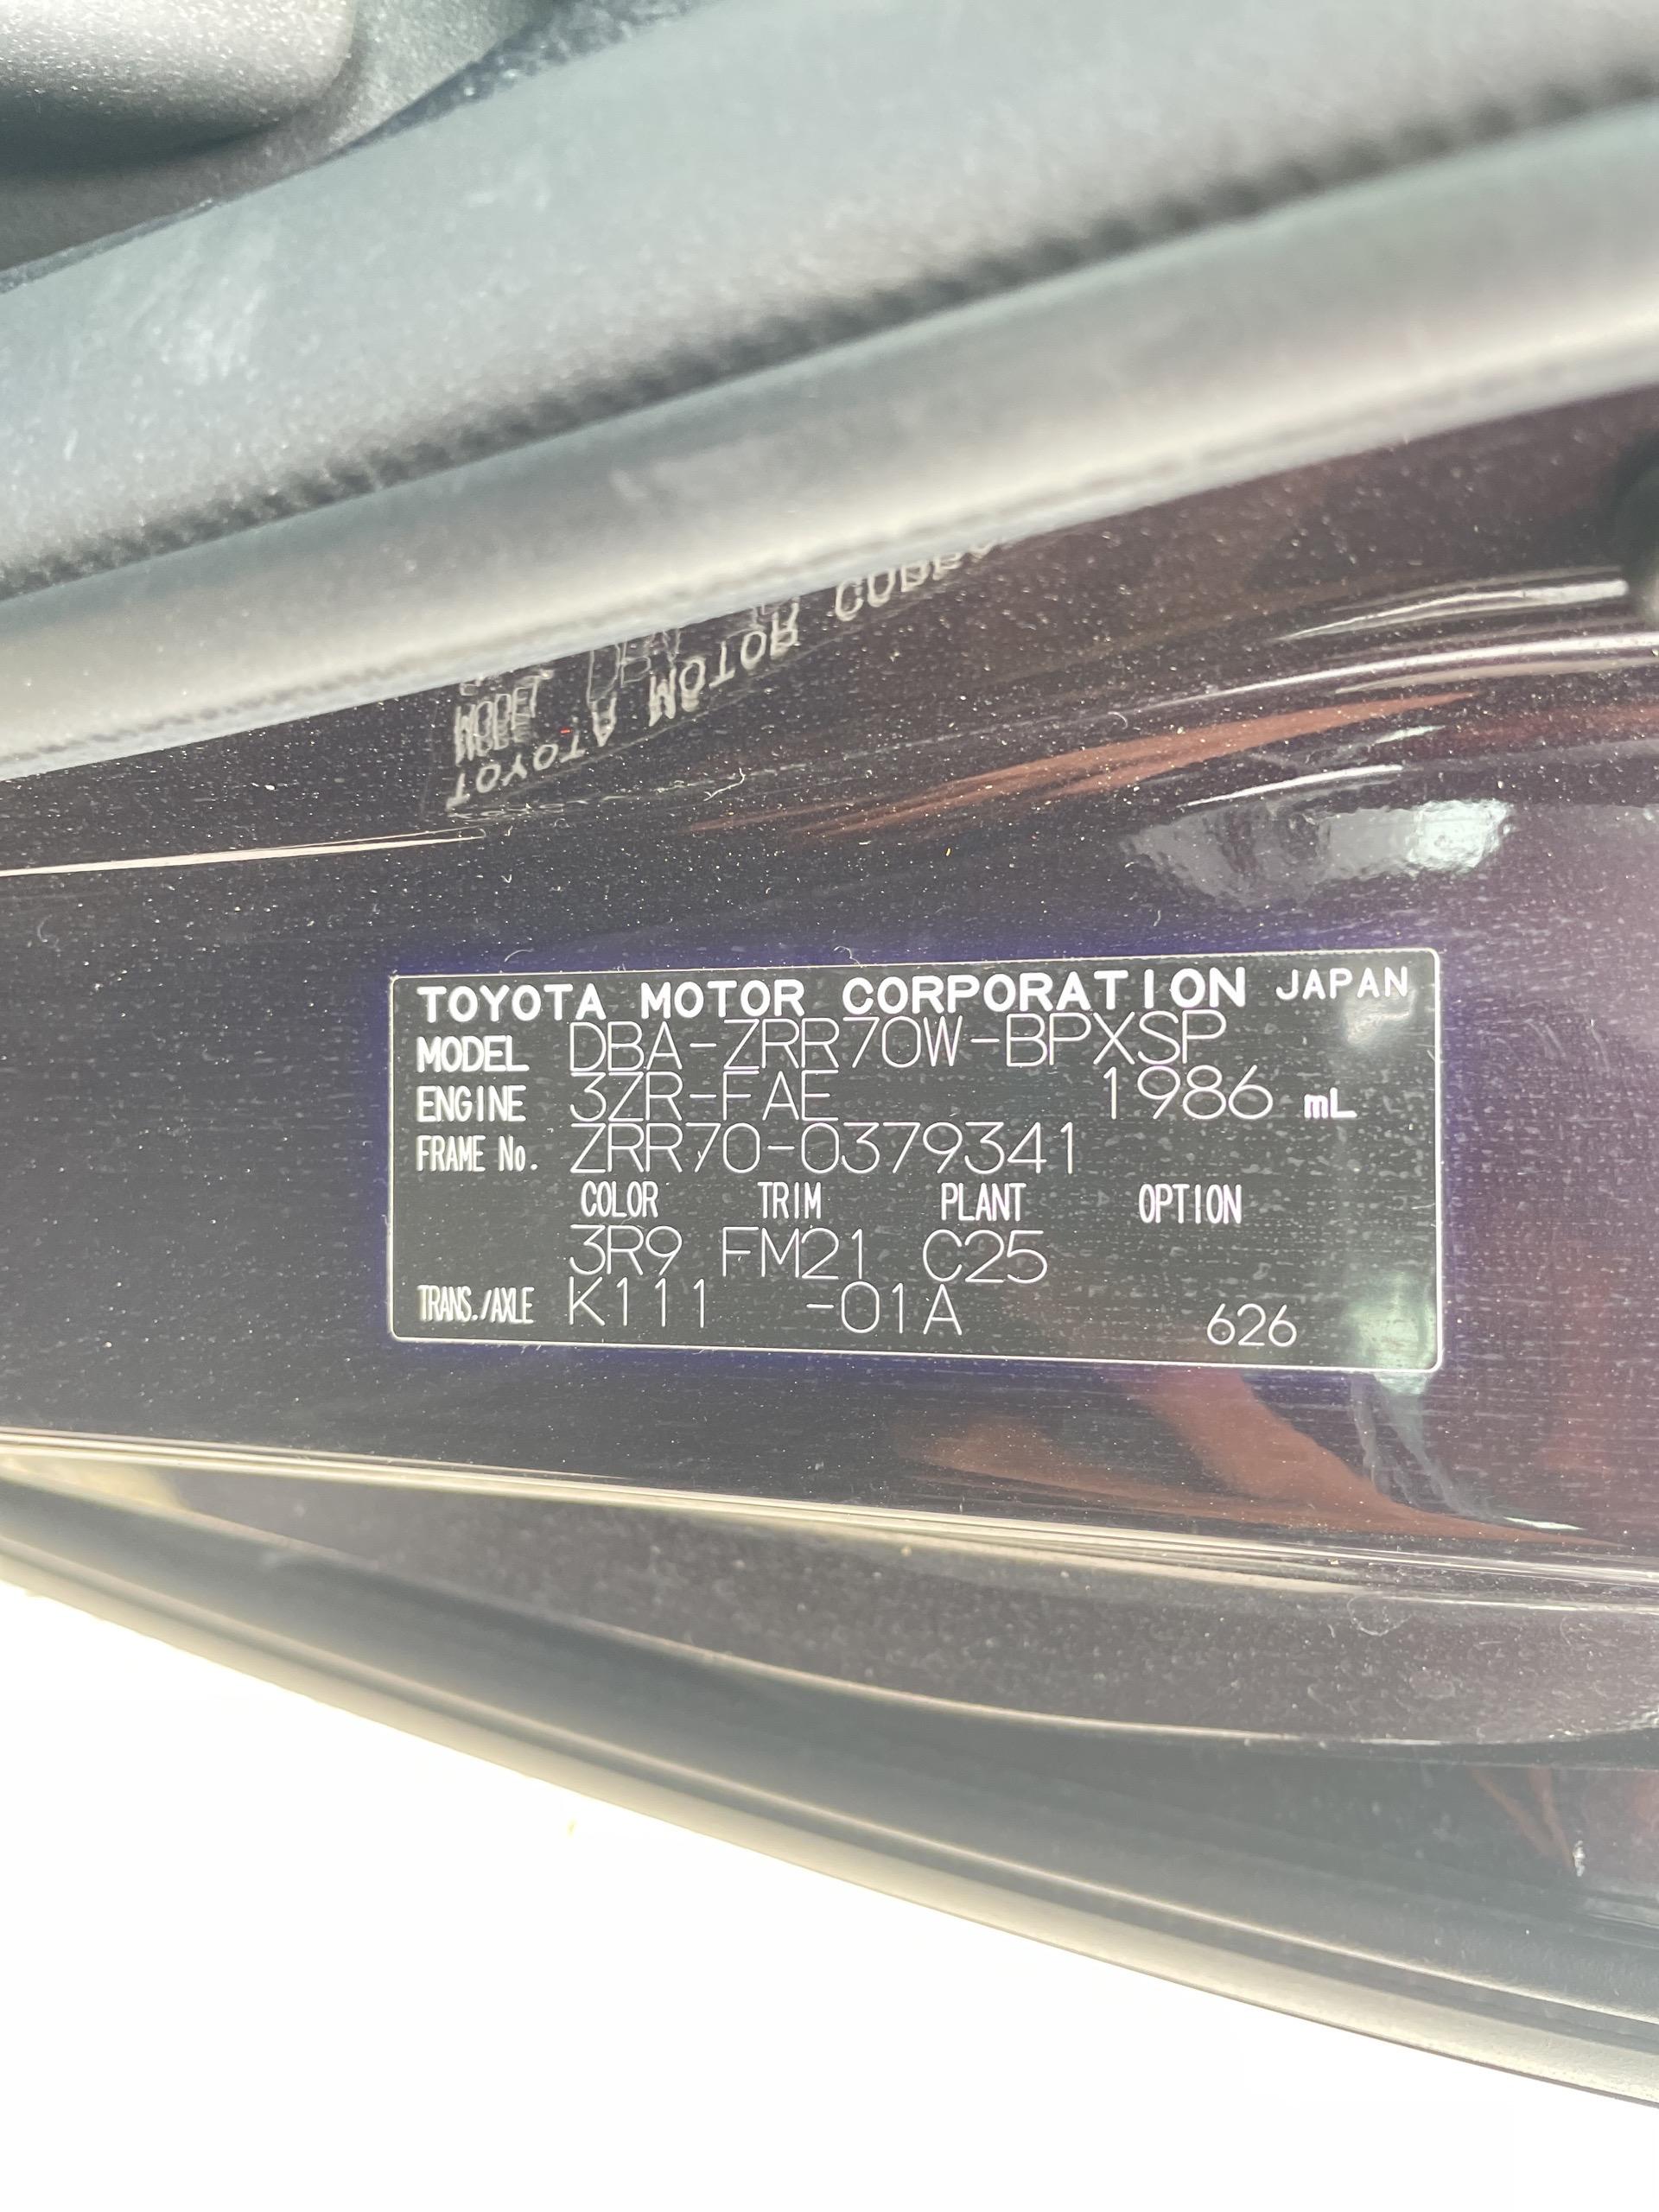 TOYOTA MOTOR CORPORATION JAPAN
MODEL DBA-ZRR70W-BPXSP
ENGINE 3ZR-FAE 1986 mL
FRAME No. ZRR70-0379341
COLOR TRIM PLANT OPTION
3R9 FM21 C25
TRANS./AXLE K111 -01A 626